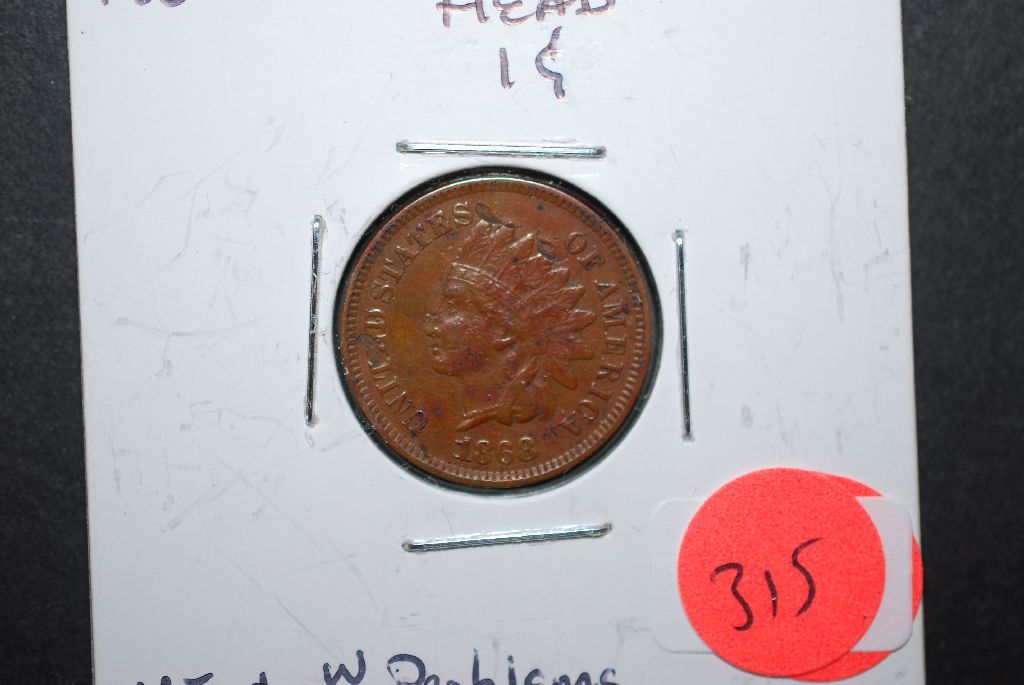 HEAD
1¢
UNITED STATES OF AMERICA
1868
315
W Problems